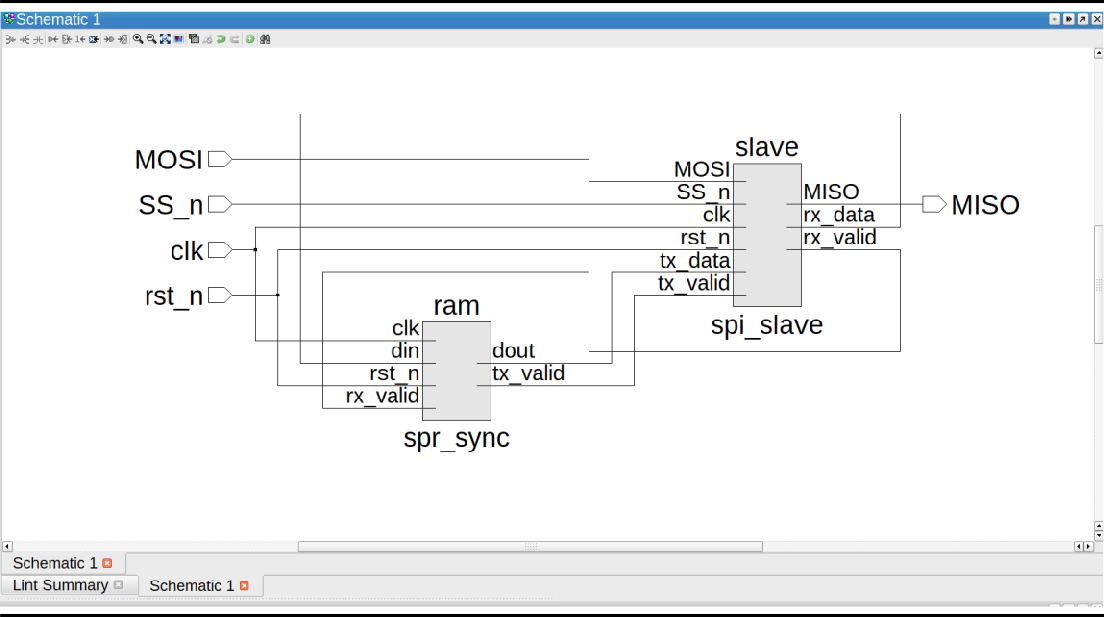 Schematic 1
slave
MOSI
MOSI
SS_n
SS_n
MISO
MISO
clk
rx_data
clk
rst_n
rx_valid
tx_data
rst_n
tx_valid
ram
spi_slave
clk
din
dout
rst_n
tx_valid
rx_valid
spr_sync
Schematic 1
Lint Summary
Schematic 1